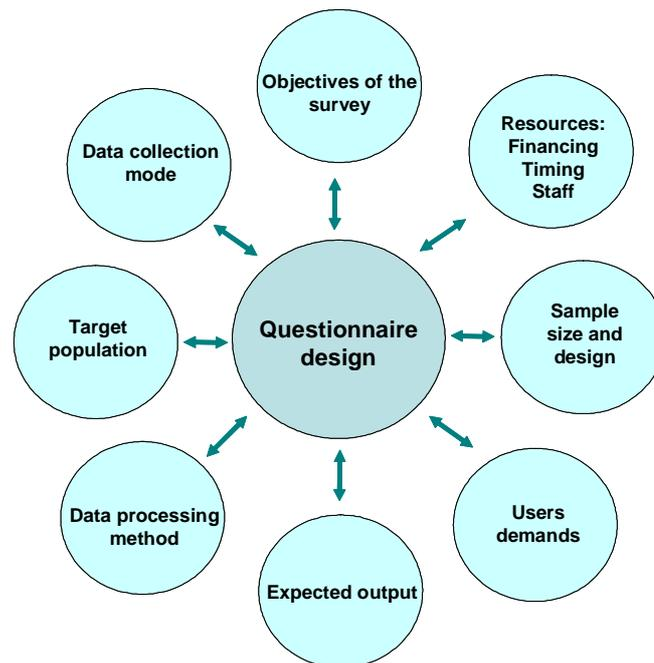 Objectives of the
survey
Resources:
Financing
Timing
Staff
Data collection
mode
Sample
size and
design
Target
population
Questionnaire
design
Users
demands
Data processing
method
Expected output